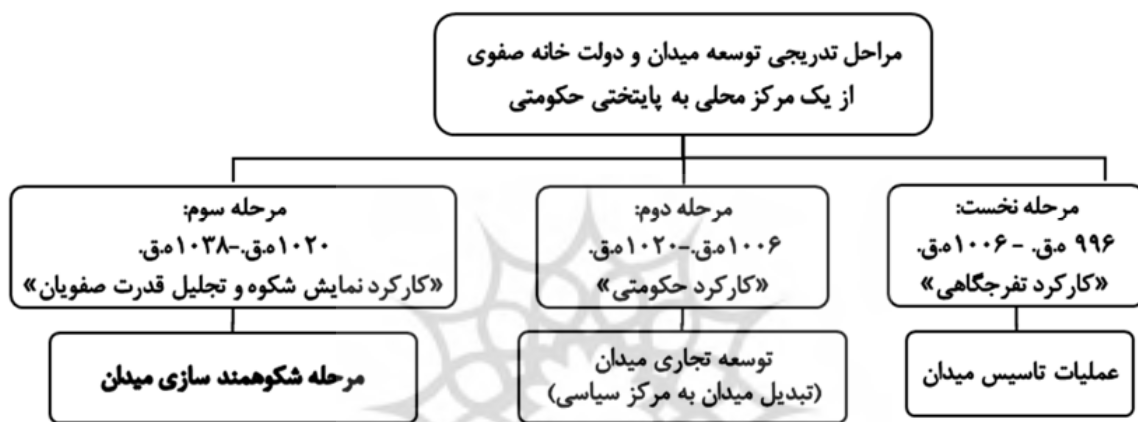 مراحل تدریجی توسعه میدان و دولت خانه صفوی
از یک مرکز محلی به پایتختی حکومتی
مرحله نخست:
۹۹۶ ه.ق. – ۱۰۰۶ه.ق.
«کارکرد تفرجگاهی»
عملیات تاسیس میدان
مرحله دوم:
۱۰۰۶ه.ق.–۱۰۲۰ه.ق.
«کارکرد حکومتی»
توسعه تجاری میدان
(تبدیل میدان به مرکز سیاسی)
مرحله سوم:
۱۰۲۰ه.ق.–۱۰۳۸ه.ق.
«کارکرد نمایش شکوه و تجلیل قدرت صفویان»
مرحله شکوهمند سازی میدان